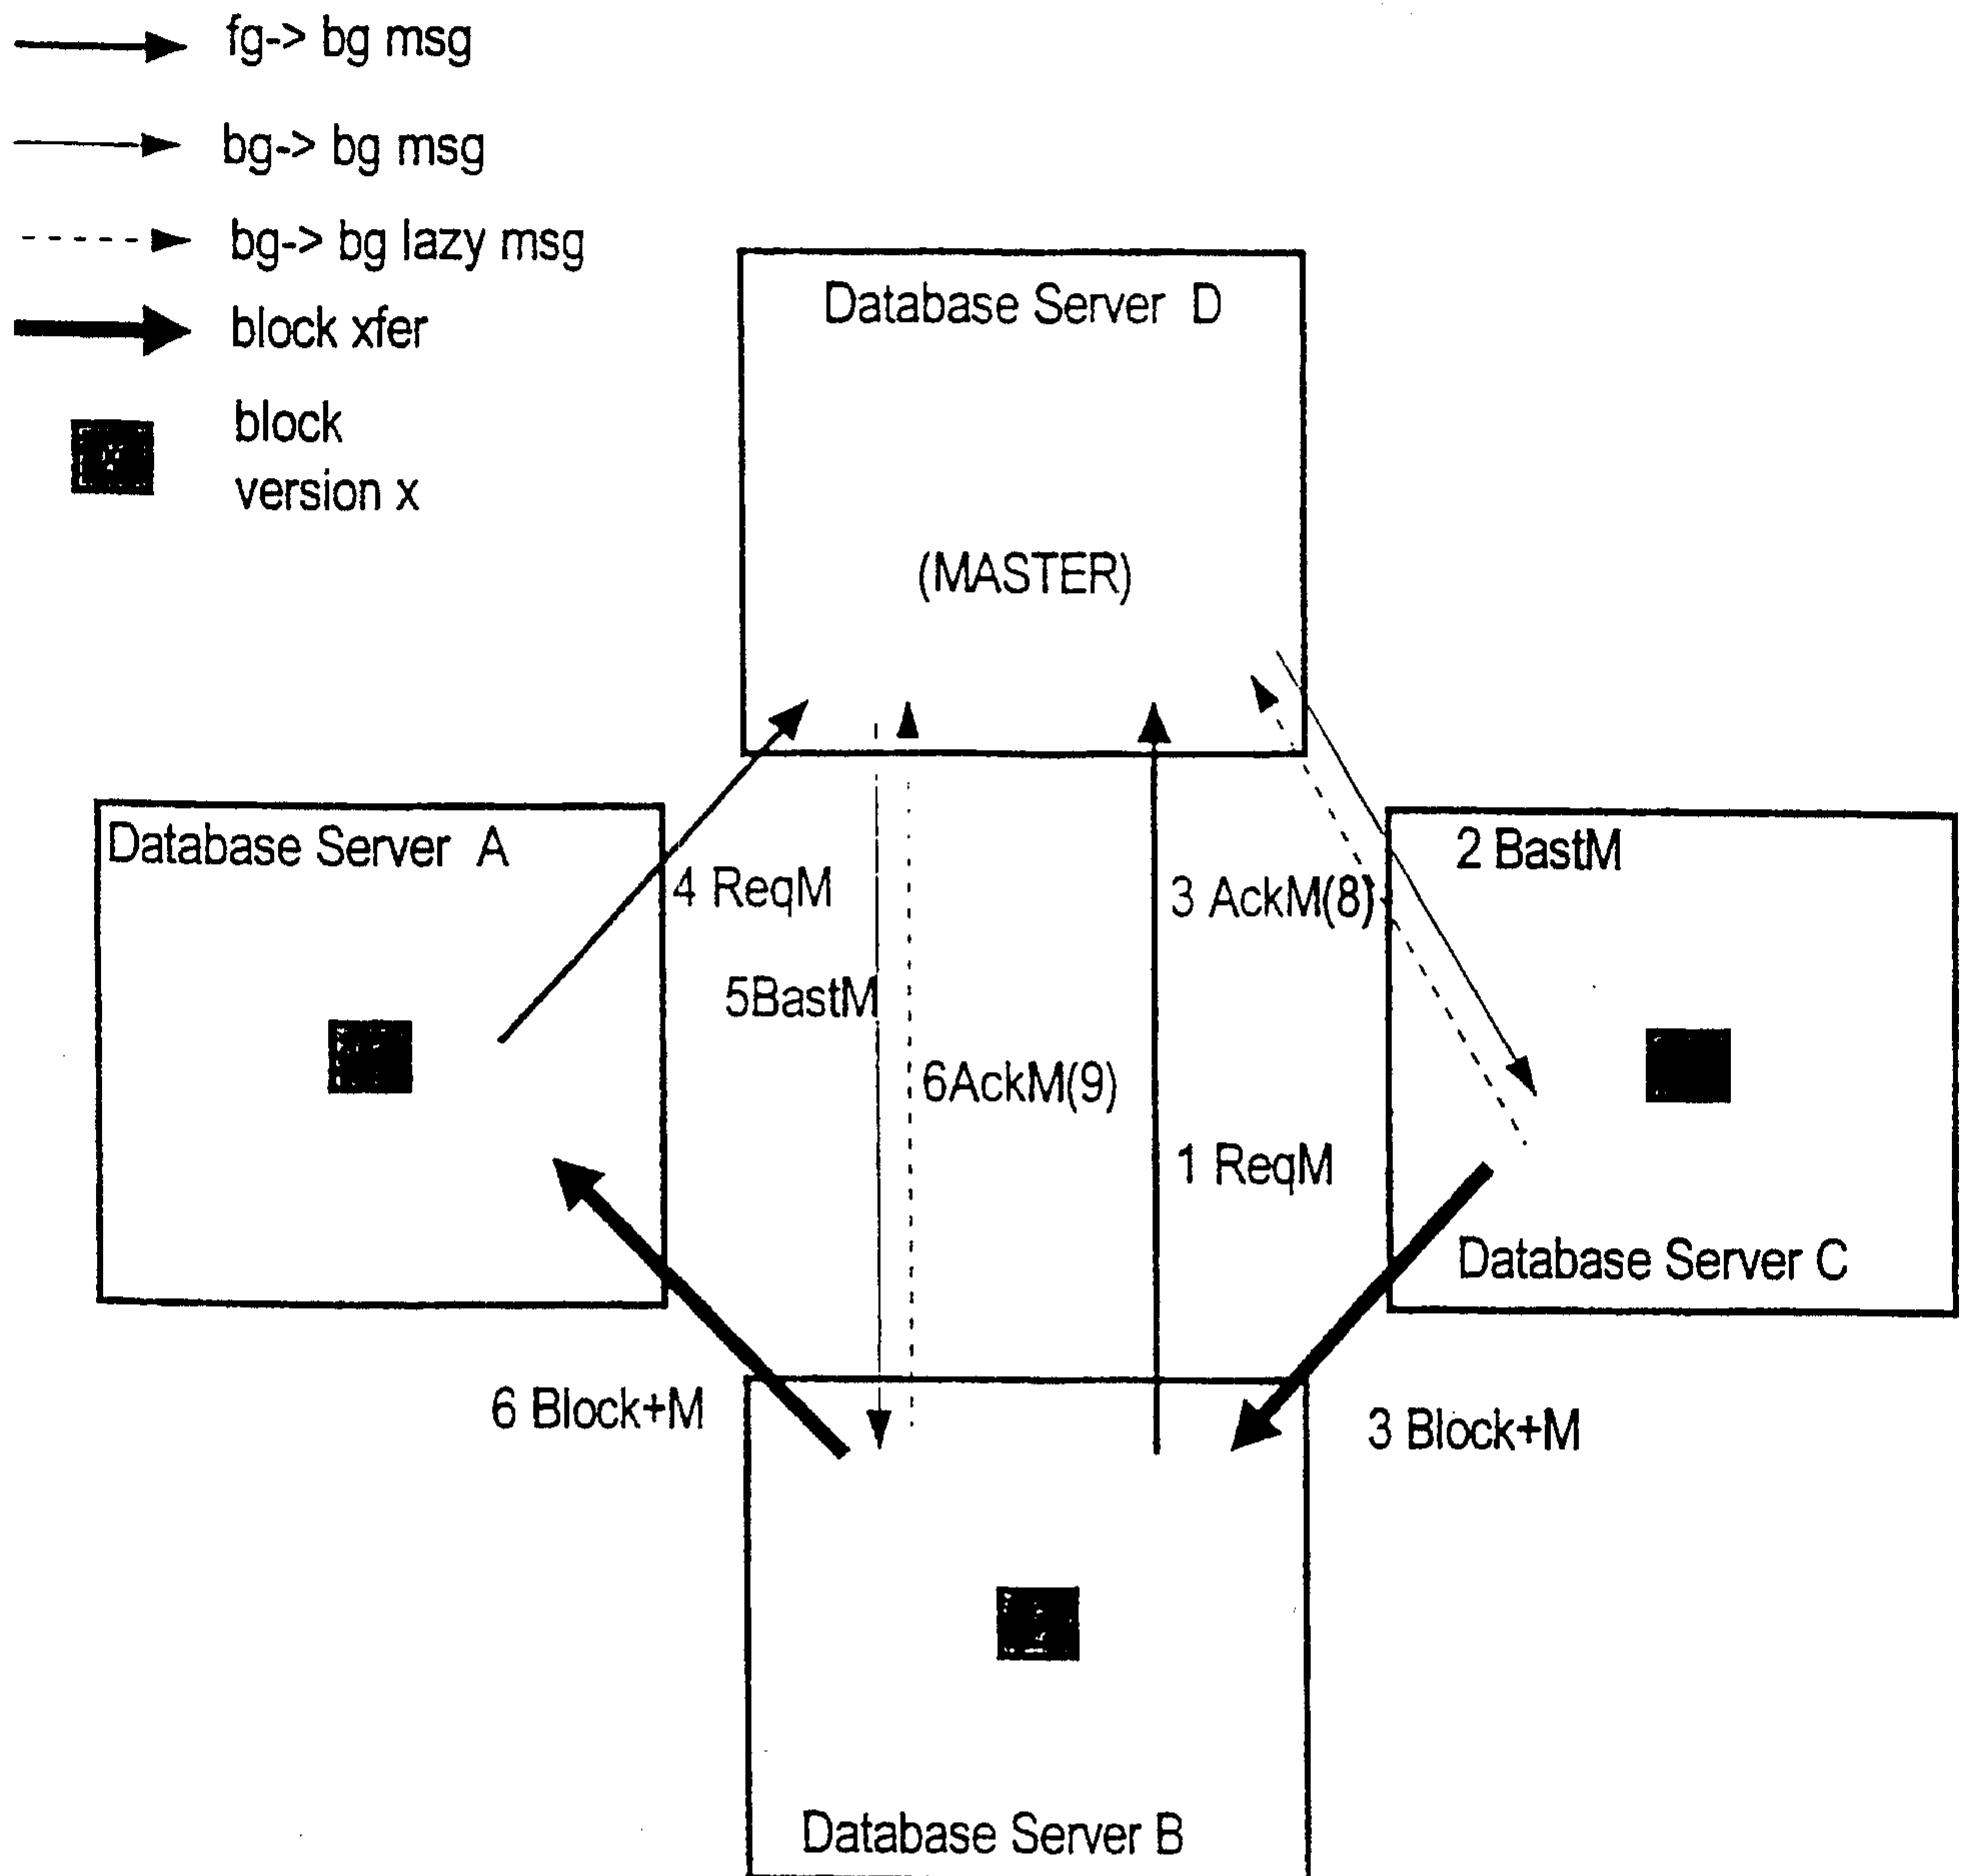 fg-> bg msg
bg-> bg msg
bg-> bg lazy msg
block xfer
block
version x
Database Server D
(MASTER)
Database Server A
4 ReqM
3 AckM(8)
2 BastM
5BastM
6AckM(9)
1 ReqM
Database Server C
6 Block+M
3 Block+M
Database Server B